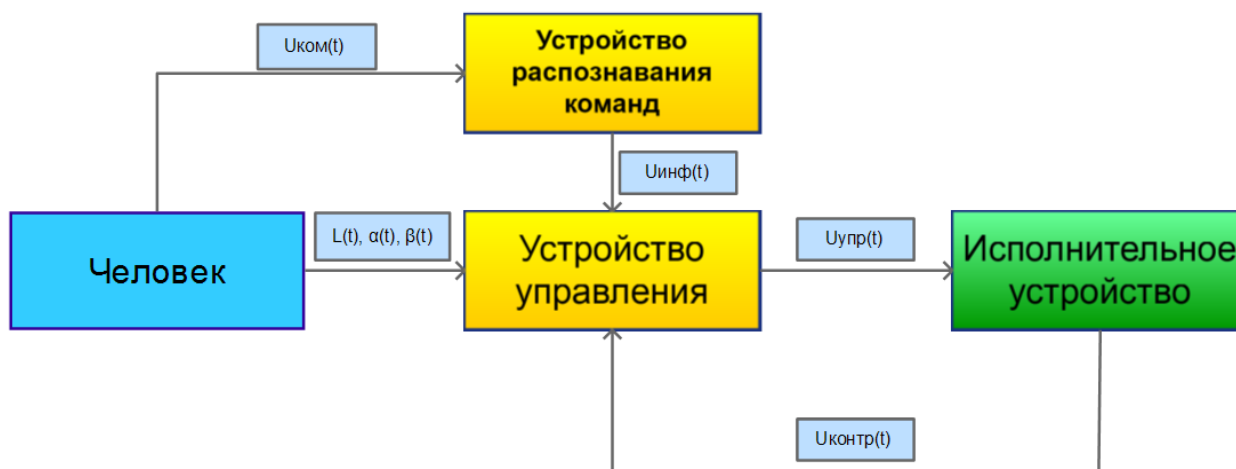 Uком(t)
Устройство
распознавания
команд
Uинф(t)
Человек
L(t), α(t), β(t)
Устройство
управления
Uупр(t)
Исполнительное
устройство
Uконтр(t)